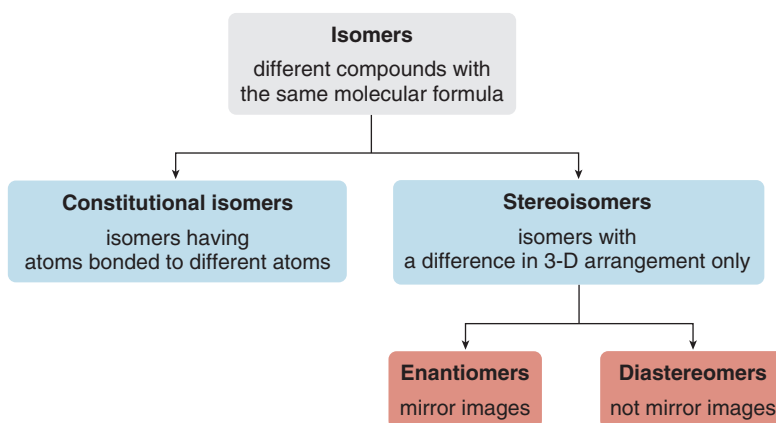 Isomers
different compounds with
the same molecular formula
Constitutional isomers
isomers having
atoms bonded to different atoms
Stereoisomers
isomers with
a difference in 3-D arrangement only
Enantiomers
mirror images
Diastereomers
not mirror images